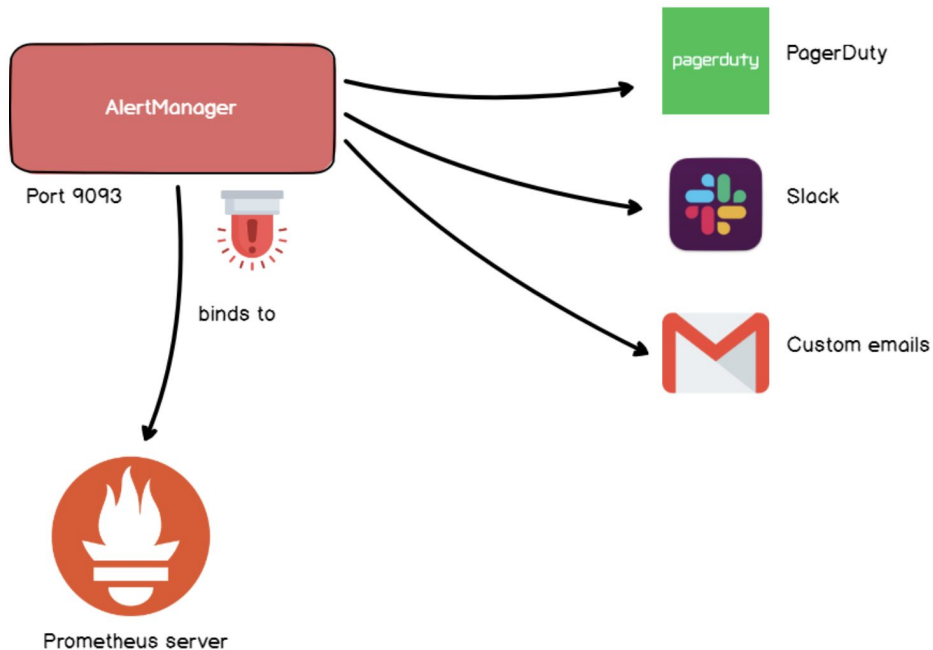 AlertManager
Port 9093
binds to
Prometheus server
pagerduty
PagerDuty
Slack
Custom emails